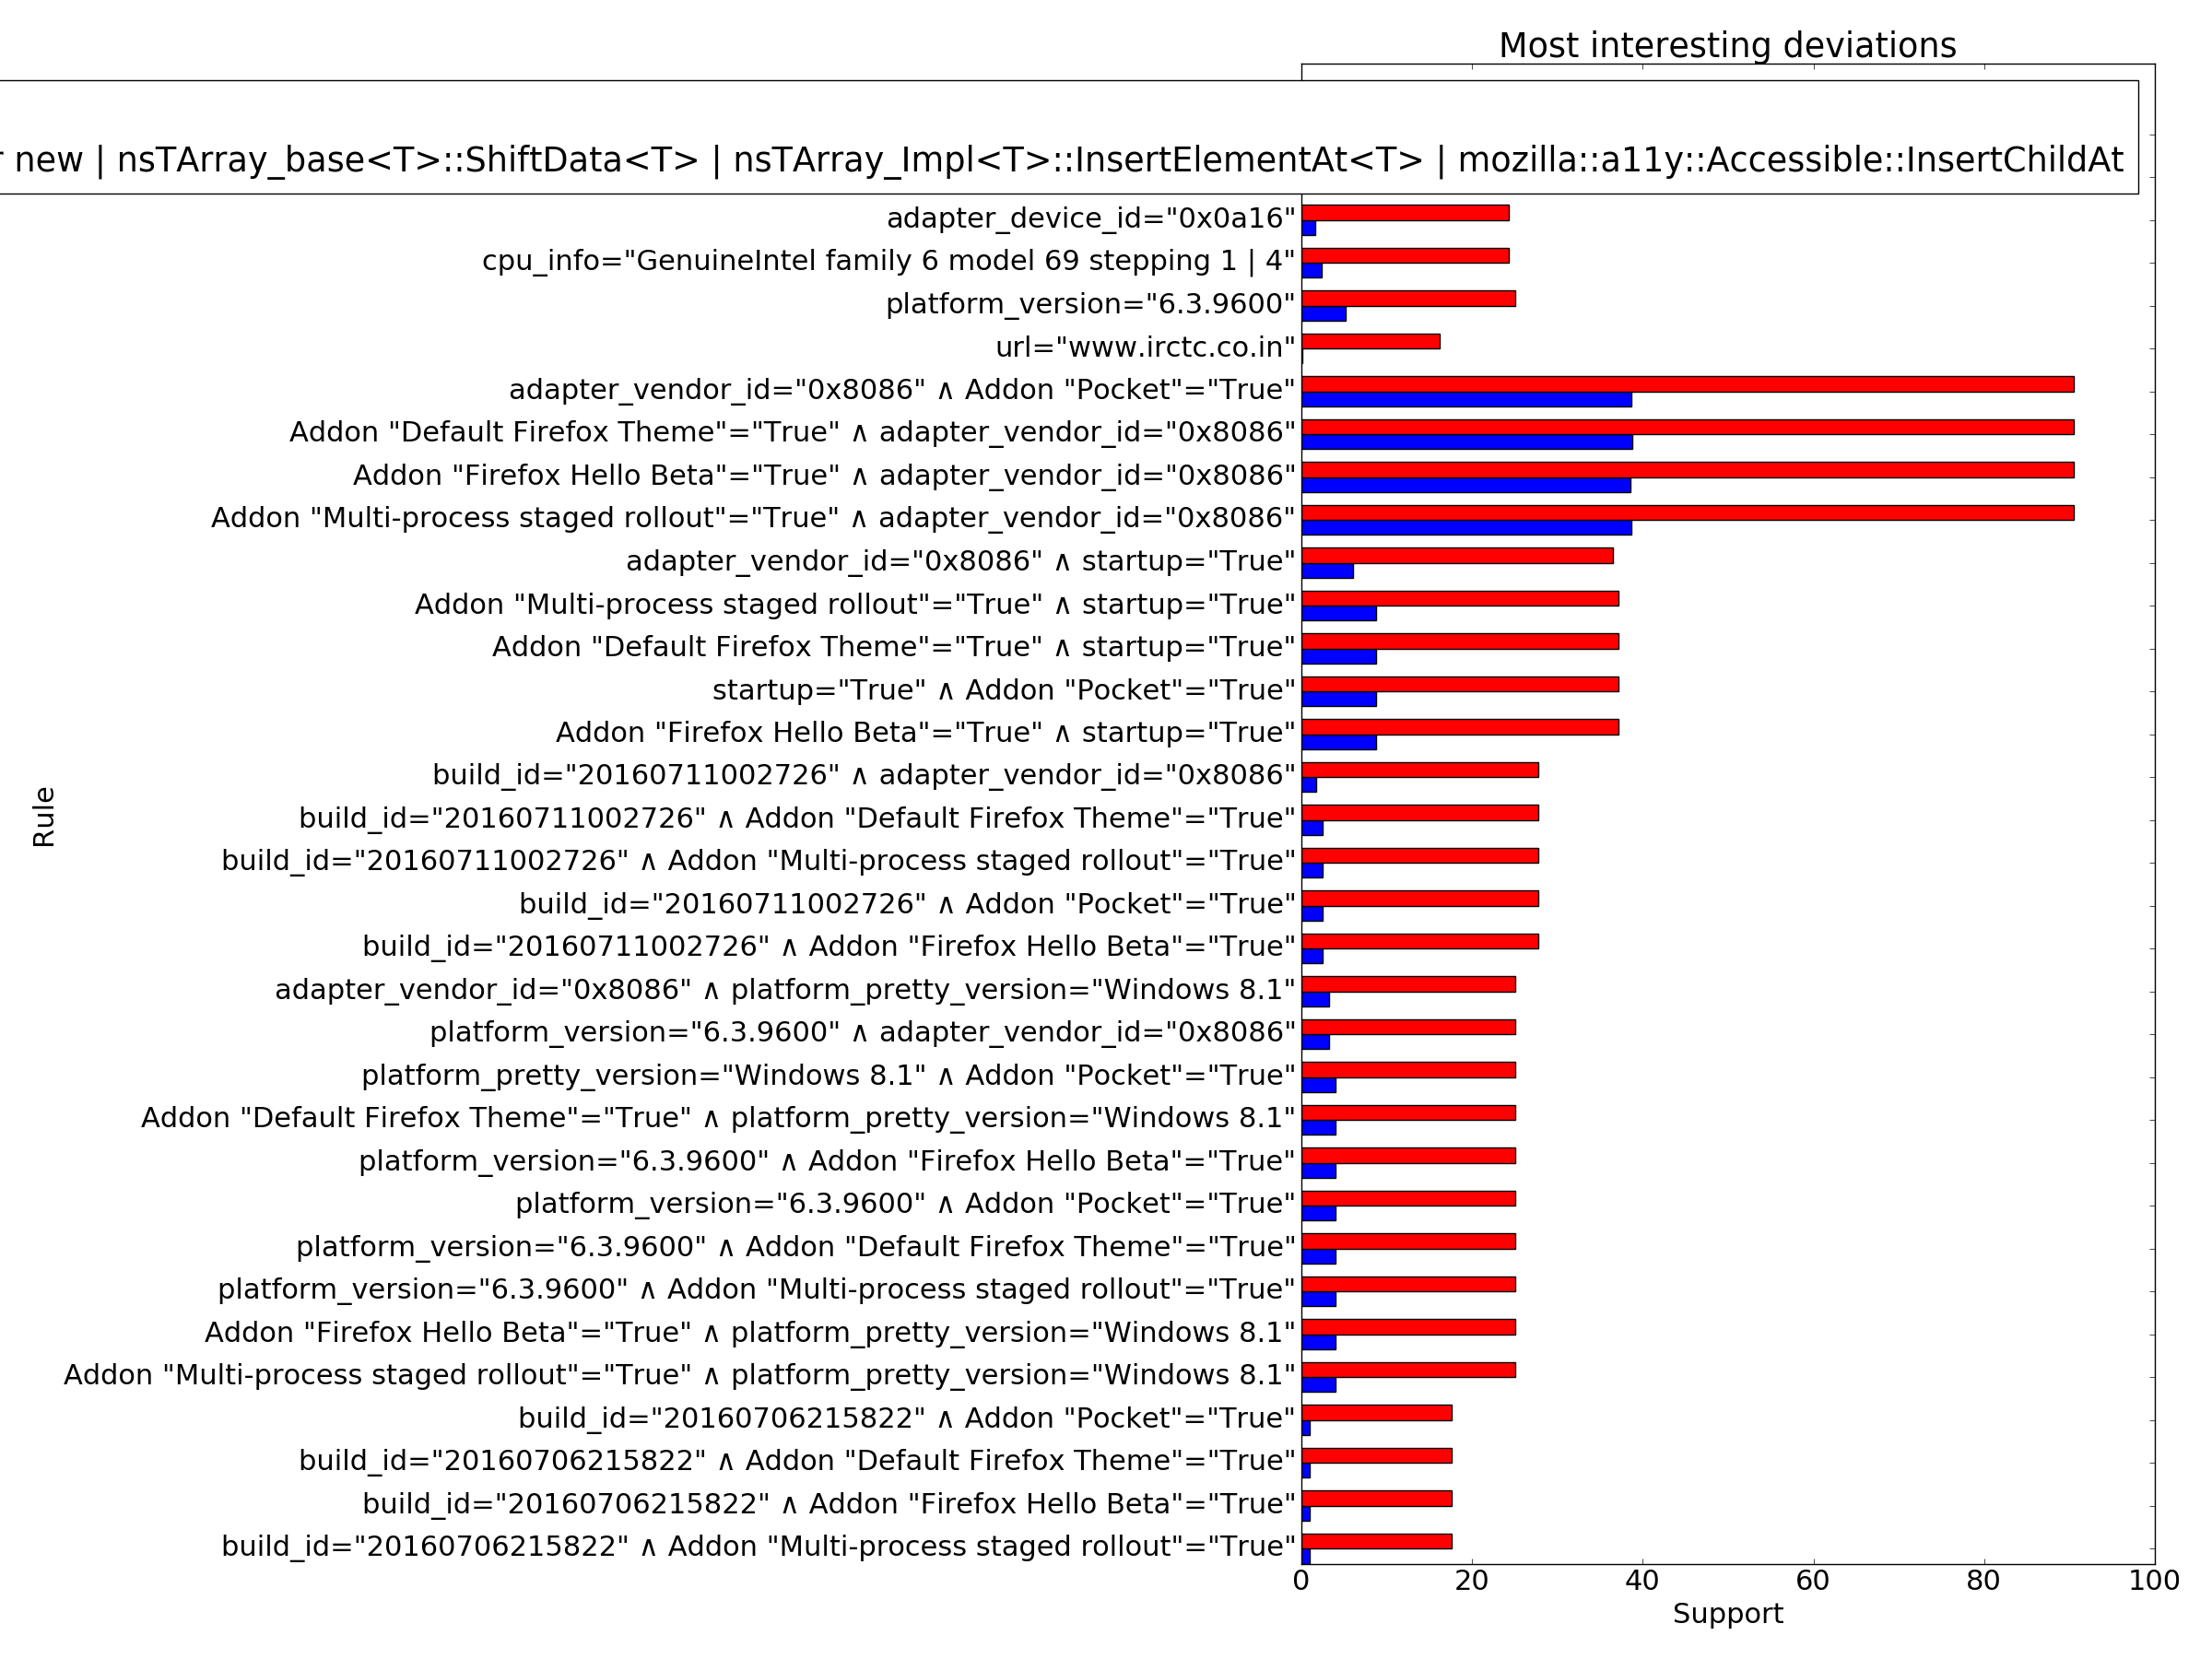 Most interesting deviations
r new | nsTArray_base<T>::ShiftData<T> | nsTArray_Impl<T>::InsertElementAt<T> | mozilla::a11y::Accessible::InsertChildAt
adapter_device_id="0x0a16"
cpu_info="GenuineIntel family 6 model 69 stepping 1 | 4"
platform_version="6.3.9600"
url="www.irctc.co.in"
adapter_vendor_id="0x8086" ∧ Addon "Pocket"="True"
Addon "Default Firefox Theme"="True" ∧ adapter_vendor_id="0x8086"
Addon "Firefox Hello Beta"="True" ∧ adapter_vendor_id="0x8086"
Addon "Multi-process staged rollout"="True" ∧ adapter_vendor_id="0x8086"
adapter_vendor_id="0x8086" ∧ startup="True"
Addon "Multi-process staged rollout"="True" ∧ startup="True"
Addon "Default Firefox Theme"="True" ∧ startup="True"
startup="True" ∧ Addon "Pocket"="True"
Addon "Firefox Hello Beta"="True" ∧ startup="True"
build_id="20160711002726" ∧ adapter_vendor_id="0x8086"
build_id="20160711002726" ∧ Addon "Default Firefox Theme"="True"
build_id="20160711002726" ∧ Addon "Multi-process staged rollout"="True"
build_id="20160711002726" ∧ Addon "Pocket"="True"
build_id="20160711002726" ∧ Addon "Firefox Hello Beta"="True"
adapter_vendor_id="0x8086" ∧ platform_pretty_version="Windows 8.1"
platform_version="6.3.9600" ∧ adapter_vendor_id="0x8086"
platform_pretty_version="Windows 8.1" ∧ Addon "Pocket"="True"
Addon "Default Firefox Theme"="True" ∧ platform_pretty_version="Windows 8.1"
platform_version="6.3.9600" ∧ Addon "Firefox Hello Beta"="True"
platform_version="6.3.9600" ∧ Addon "Pocket"="True"
platform_version="6.3.9600" ∧ Addon "Default Firefox Theme"="True"
platform_version="6.3.9600" ∧ Addon "Multi-process staged rollout"="True"
Addon "Firefox Hello Beta"="True" ∧ platform_pretty_version="Windows 8.1"
Addon "Multi-process staged rollout"="True" ∧ platform_pretty_version="Windows 8.1"
build_id="20160706215822" ∧ Addon "Pocket"="True"
build_id="20160706215822" ∧ Addon "Default Firefox Theme"="True"
build_id="20160706215822" ∧ Addon "Firefox Hello Beta"="True"
build_id="20160706215822" ∧ Addon "Multi-process staged rollout"="True"
Rule
0 20 40 60 80 100
Support